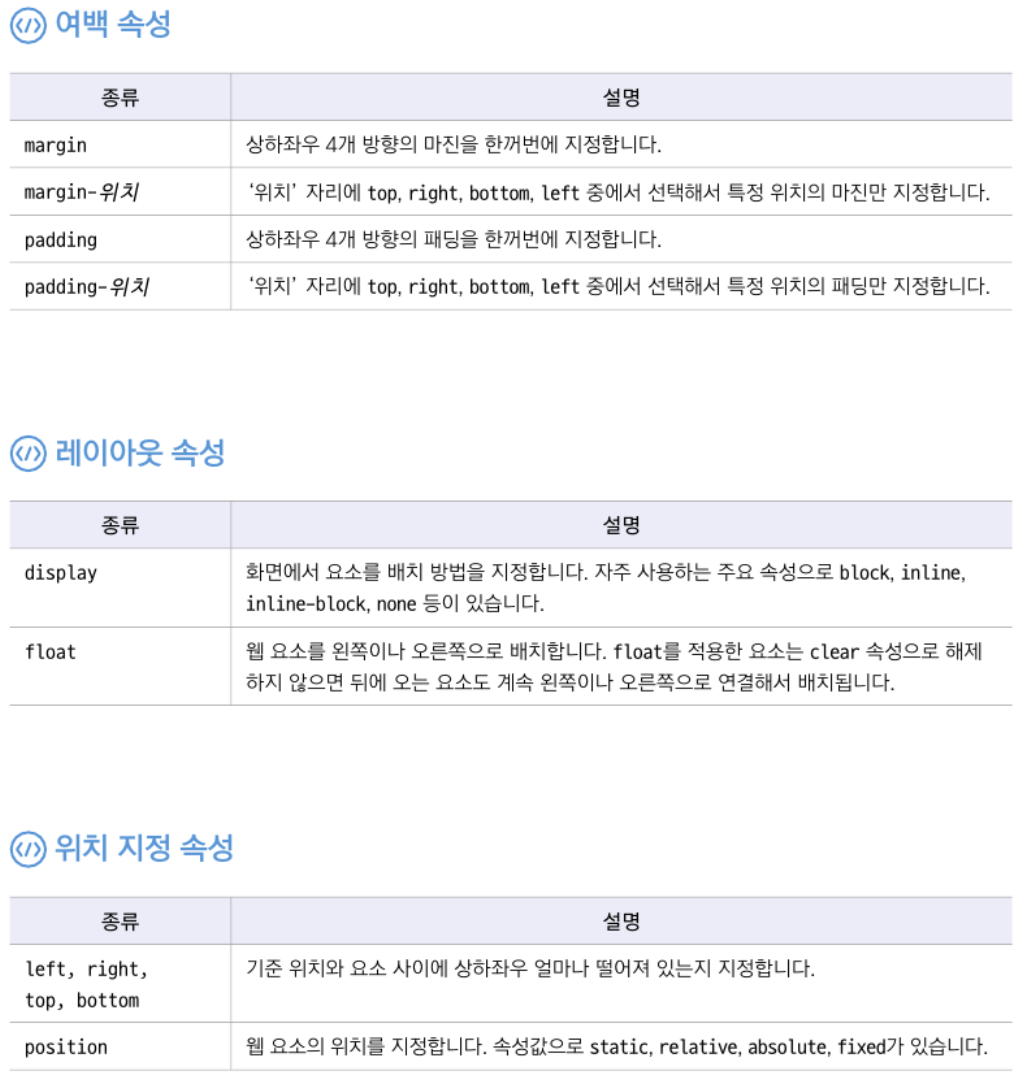 여백 속성
종류 설명
margin 상하좌우 4개 방향의 마진을 한꺼번에 지정합니다.
margin-위치 ‘위치’ 자리에 top, right, bottom, left 중에서 선택해서 특정 위치의 마진만 지정합니다.
padding 상하좌우 4개 방향의 패딩을 한꺼번에 지정합니다.
padding-위치 ‘위치’ 자리에 top, right, bottom, left 중에서 선택해서 특정 위치의 패딩만 지정합니다.
레이아웃 속성
종류 설명
display 화면에서 요소를 배치 방법을 지정합니다. 자주 사용하는 주요 속성으로 block, inline,
inline-block, none 등이 있습니다.
float 웹 요소를 왼쪽이나 오른쪽으로 배치합니다. float를 적용한 요소는 clear 속성으로 해제
하지 않으면 뒤에 오는 요소도 계속 왼쪽이나 오른쪽으로 연결해서 배치됩니다.
위치 지정 속성
종류 설명
left, right, 기준 위치와 요소 사이에 상하좌우 얼마나 떨어져 있는지 지정합니다.
top, bottom
position 웹 요소의 위치를 지정합니다. 속성값으로 static, relative, absolute, fixed가 있습니다.